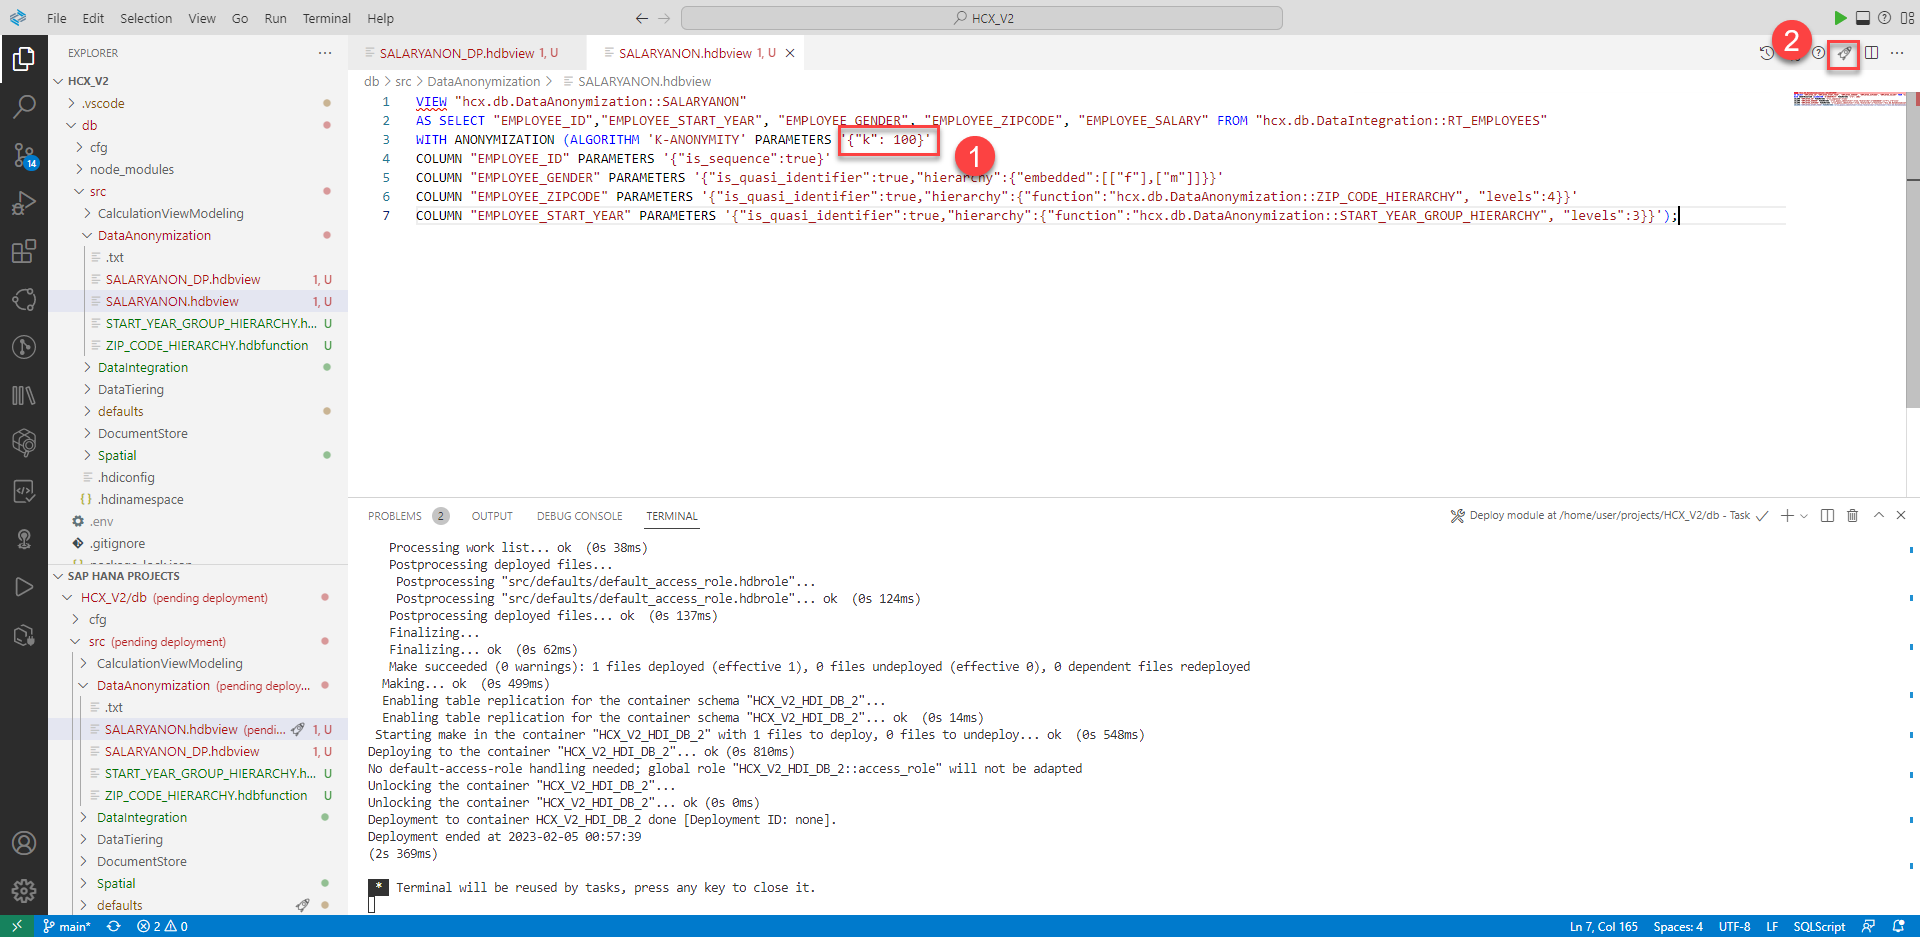 File Edit Selection View Go Run Terminal Help
HCX_V2
EXPLORER
HCX_V2
.vscode
db
cfg
node_modules
src
CalculationViewModeling
DataAnonymization
.txt
SALARYANON_DP.hdbview 1, U
SALARYANON.hdbview 1, U
START_YEAR_GROUP_HIERARCHY.h... U
ZIP_CODE_HIERARCHY.hdbfunction U
DataIntegration
DataTiering
defaults
DocumentStore
Spatial
.hdiconfig
{ } .hdinamespace
.env
.gitignore
SAP HANA PROJECTS
HCX_V2/db (pending deployment)
cfg
src (pending deployment)
CalculationViewModeling
DataAnonymization (pending deploy...
.txt
SALARYANON.hdbview (pendi... 1, U
SALARYANON_DP.hdbview 1, U
START_YEAR_GROUP_HIERARCHY.h... U
ZIP_CODE_HIERARCHY.hdbfunction U
DataIntegration
DataTiering
DocumentStore
Spatial
defaults
14
SALARYANON_DP.hdbview 1, U
SALARYANON.hdbview 1, U
2
db > src > DataAnonymization > SALARYANON.hdbview
1 VIEW "hcx.db.DataAnonymization::SALARYANON"
2 AS SELECT "EMPLOYEE_ID","EMPLOYEE_START_YEAR", "EMPLOYEE_GENDER", "EMPLOYEE_ZIPCODE", "EMPLOYEE_SALARY" FROM "hcx.db.DataIntegration::RT_EMPLOYEES"
3 WITH ANONYMIZATION (ALGORITHM 'K-ANONYMITY' PARAMETERS '{"k": 100}'
1
4 COLUMN "EMPLOYEE_ID" PARAMETERS '{"is_sequence":true}'
5 COLUMN "EMPLOYEE_GENDER" PARAMETERS '{"is_quasi_identifier":true,"hierarchy":{"embedded":[["f"],["m"]]}}'
6 COLUMN "EMPLOYEE_ZIPCODE" PARAMETERS '{"is_quasi_identifier":true,"hierarchy":{"function":"hcx.db.DataAnonymization::ZIP_CODE_HIERARCHY", "levels":4}}'
7 COLUMN "EMPLOYEE_START_YEAR" PARAMETERS '{"is_quasi_identifier":true,"hierarchy":{"function":"hcx.db.DataAnonymization::START_YEAR_GROUP_HIERARCHY", "levels":3}}');
PROBLEMS 2 OUTPUT DEBUG CONSOLE TERMINAL
Deploy module at /home/user/projects/HCX_V2/db - Task
Processing work list... ok (0s 38ms)
Postprocessing deployed files...
Postprocessing "src/defaults/default_access_role.hdbrole"...
Postprocessing "src/defaults/default_access_role.hdbrole"... ok (0s 124ms)
Postprocessing deployed files... ok (0s 137ms)
Finalizing...
Finalizing... ok (0s 62ms)
Make succeeded (0 warnings): 1 files deployed (effective 1), 0 files undeployed (effective 0), 0 dependent files redeployed
Making... ok (0s 499ms)
Enabling table replication for the container schema "HCX_V2_HDI_DB_2"...
Enabling table replication for the container schema "HCX_V2_HDI_DB_2"... ok (0s 14ms)
Starting make in the container "HCX_V2_HDI_DB_2" with 1 files to deploy, 0 files to undeploy... ok (0s 548ms)
Deploying to the container "HCX_V2_HDI_DB_2"... ok (0s 810ms)
No default-access-role handling needed; global role "HCX_V2_HDI_DB_2::access_role" will not be adapted
Unlocking the container "HCX_V2_HDI_DB_2"...
Unlocking the container "HCX_V2_HDI_DB_2"... ok (0s 0ms)
Deployment to container HCX_V2_HDI_DB_2 done [Deployment ID: none].
Deployment ended at 2023-02-05 00:57:39
(2s 369ms)
* Terminal will be reused by tasks, press any key to close it.
main* 2 0
Ln 7, Col 165 Spaces: 4 UTF-8 LF SQLScript